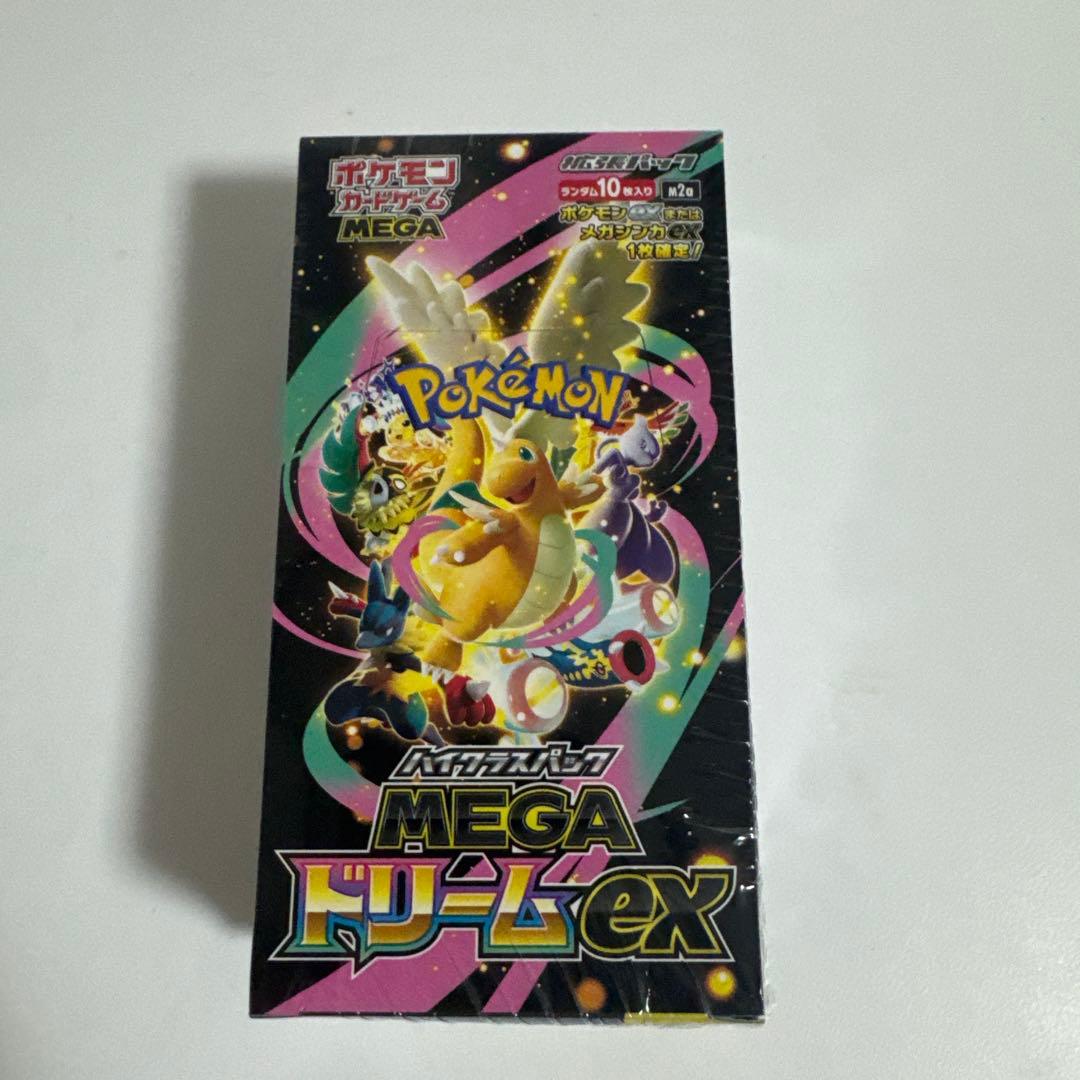 ポケモン
カードゲーム
MEGA
拡張パック
ランダム10枚入り M2a
ポケモンexまたは
メガシンカex
1枚確定!
POKéMON
ハイクラスパック
MEGA
ドリームex